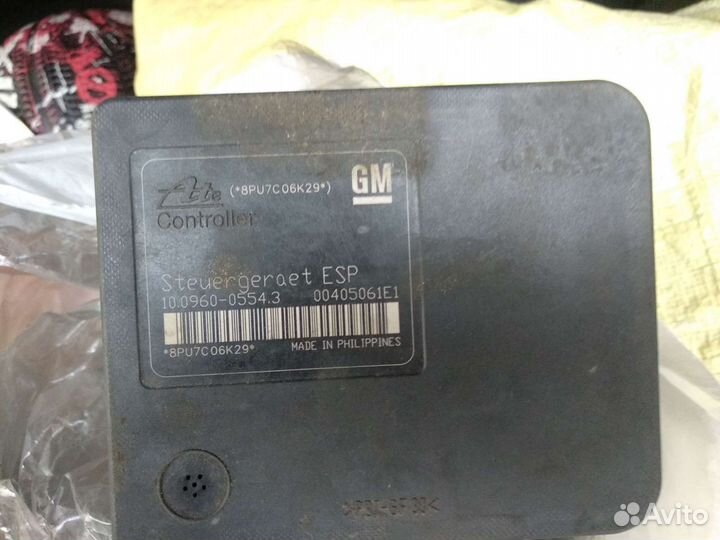 Ate (*8PU7C06K29*) GM
Controller
Steuergeraet ESP
10.0960-0554.3 00405061E1
*8PU7C06K29* MADE IN PHILIPPINES
Avito